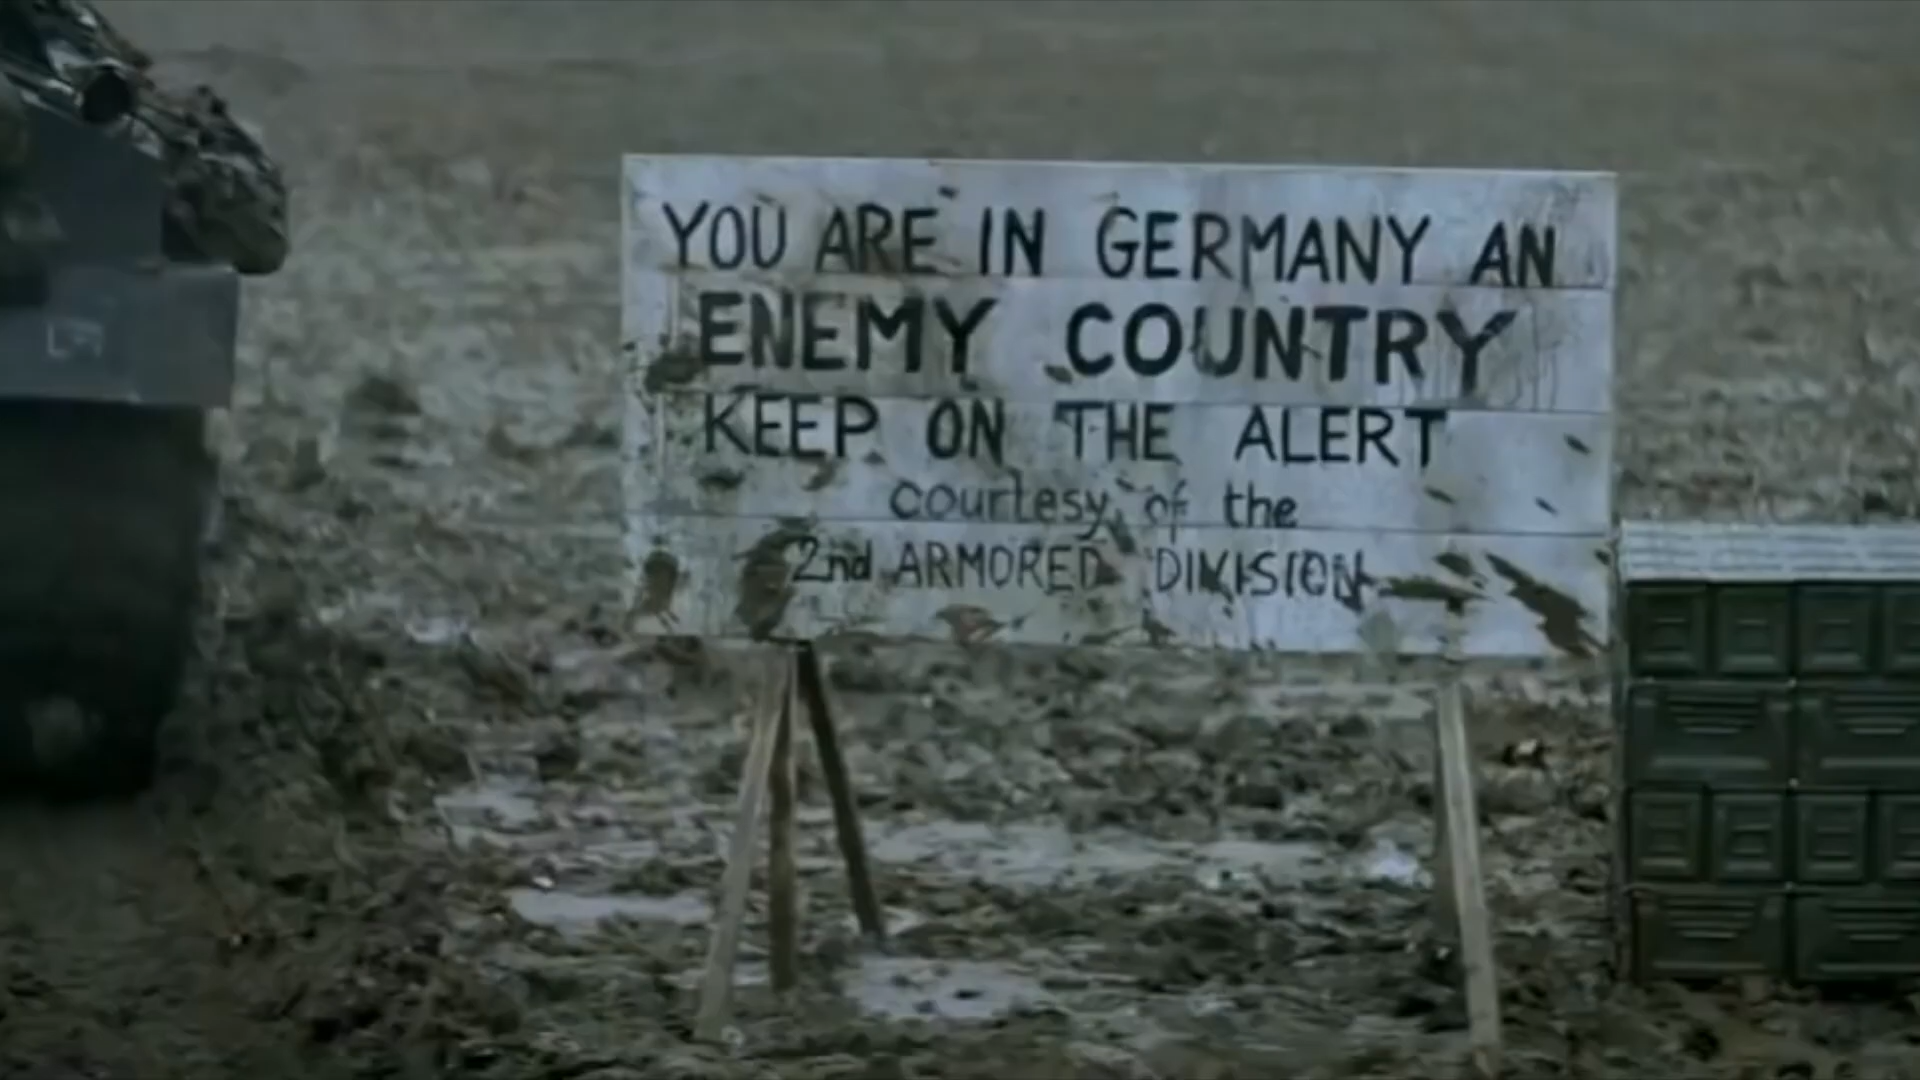 YOU ARE IN GERMANY AN
ENEMY COUNTRY
KEEP ON THE ALERT
courtesy of the
2nd ARMORED DIVISION